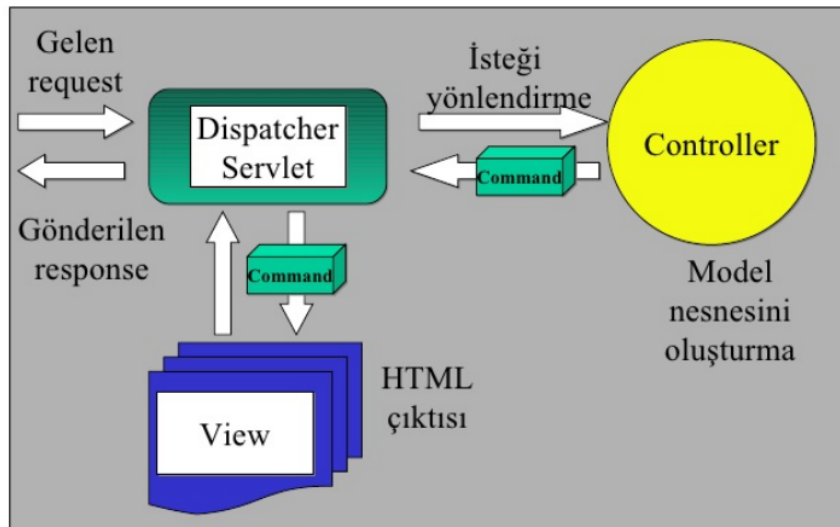 Gelen
request
İsteği
yönlendirme
Dispatcher
Servlet
Controller
Command
Gönderilen
response
Command
Model
nesnesini
oluşturma
HTML
çıktısı
View